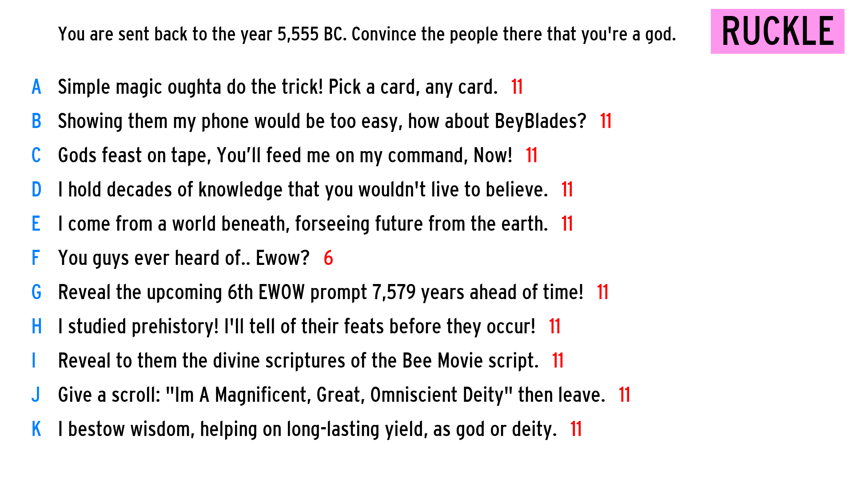 You are sent back to the year 5,555 BC. Convince the people there that you're a god.
RUCKLE
A Simple magic oughta do the trick! Pick a card, any card. 11
B Showing them my phone would be too easy, how about BeyBlades? 11
C Gods feast on tape, You'll feed me on my command, Now! 11
D I hold decades of knowledge that you wouldn't live to believe. 11
E I come from a world beneath, forseeing future from the earth. 11
F You guys ever heard of.. Ewow? 6
G Reveal the upcoming 6th EWOW prompt 7,579 years ahead of time! 11
H I studied prehistory! I'll tell of their feats before they occur! 11
I Reveal to them the divine scriptures of the Bee Movie script. 11
J Give a scroll: "Im A Magnificent, Great, Omniscient Deity" then leave. 11
K I bestow wisdom, helping on long-lasting yield, as god or deity. 11